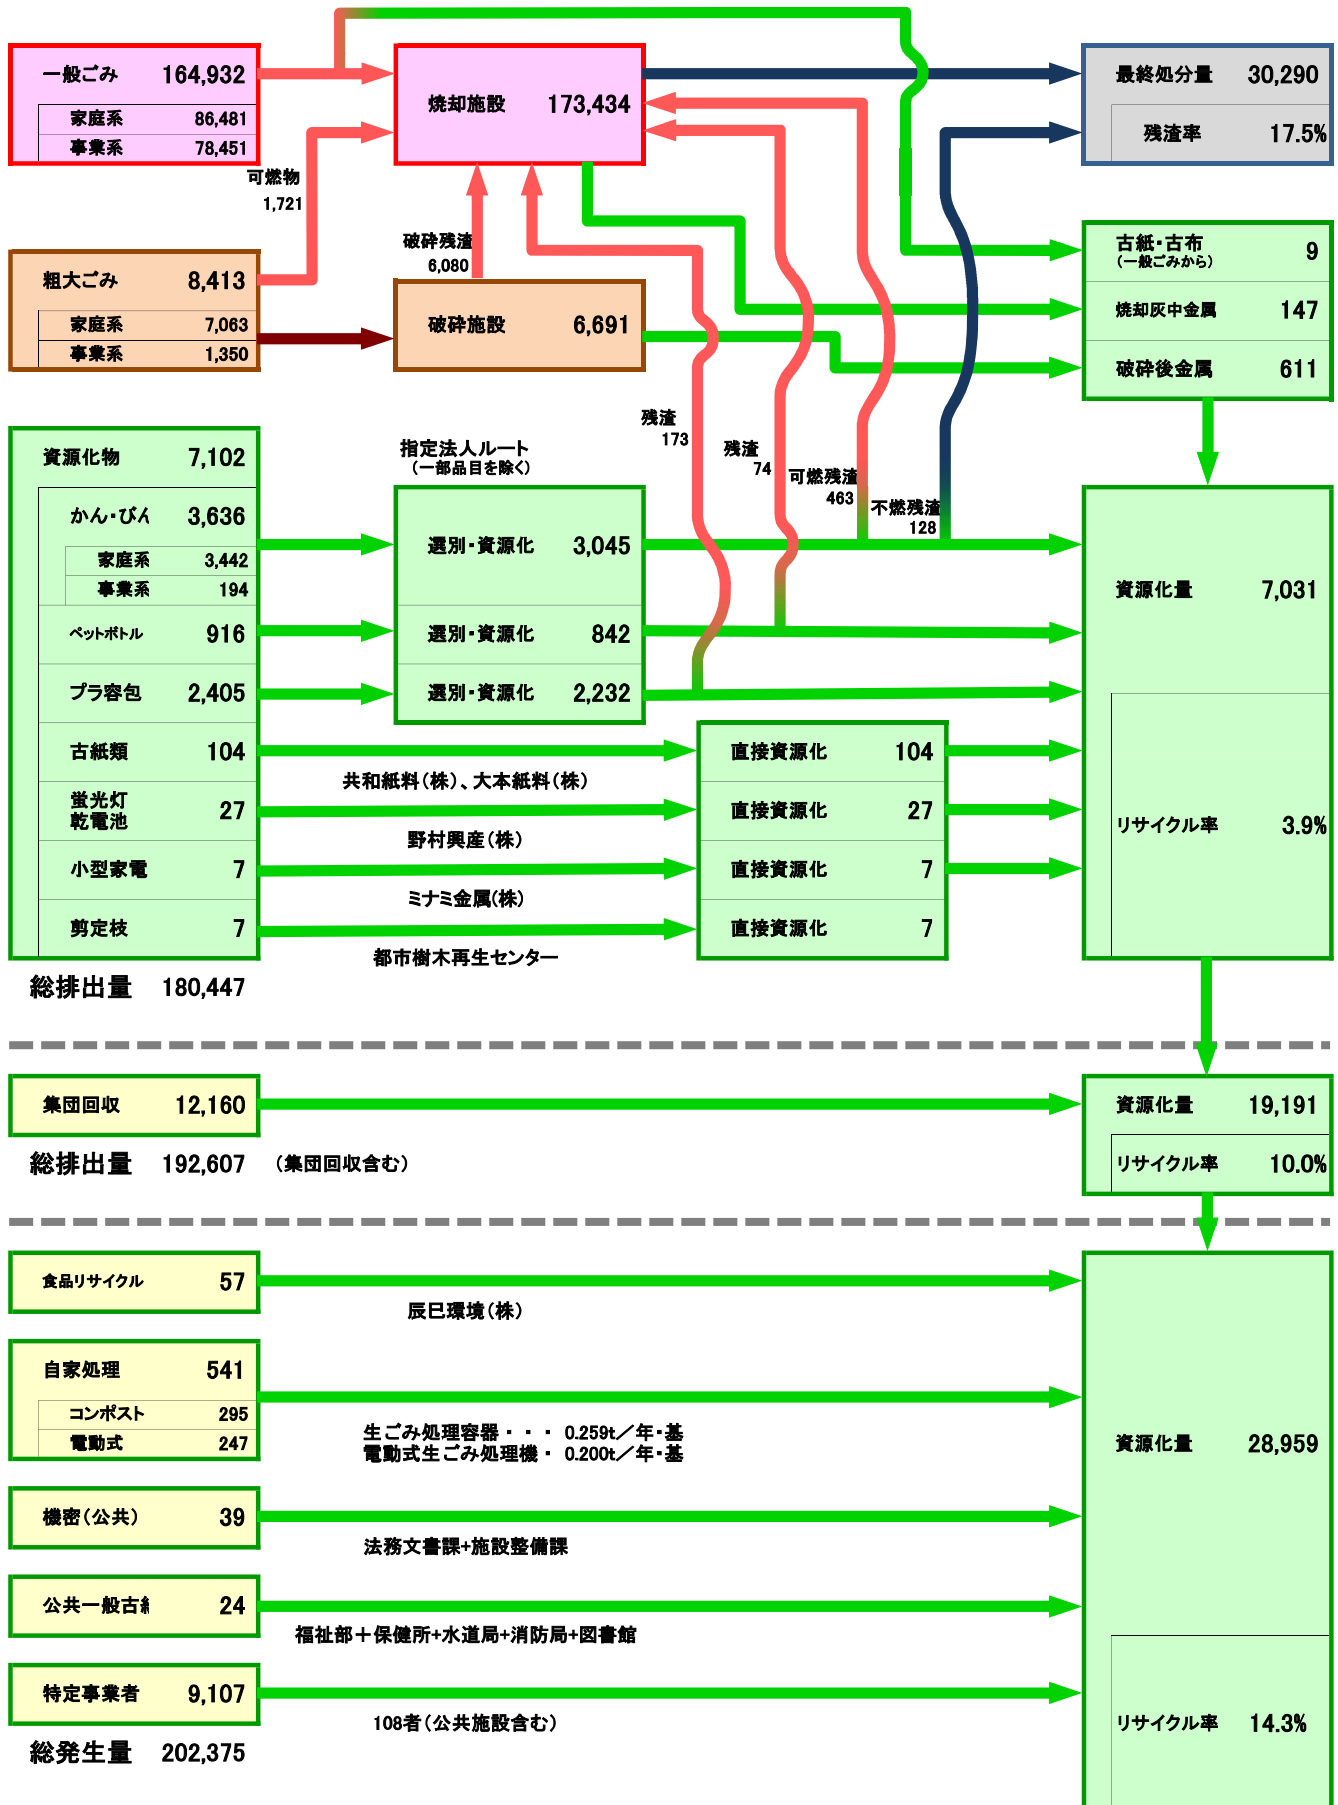 一般ごみ 164,932
家庭系 86,481
事業系 78,451
焼却施設 173,434
最終処分量 30,290
残渣率 17.5%
可燃物
1,721
破砕残渣
6,080
粗大ごみ 8,413
家庭系 7,063
事業系 1,350
破砕施設 6,691
古紙・古布 9
(一般ごみから)
焼却灰中金属 147
破砕後金属 611
残渣
173
残渣
74
可燃残渣
463
不燃残渣
128
資源化物 7,102
かん・びん 3,636
家庭系 3,442
事業系 194
ペットボトル 916
プラ容包 2,405
古紙類 104
蛍光灯
乾電池 27
小型家電 7
剪定枝 7
総排出量 180,447
指定法人ルート
(一部品目を除く)
選別・資源化 3,045
選別・資源化 842
選別・資源化 2,232
直接資源化 104
直接資源化 27
直接資源化 7
直接資源化 7
共和紙料(株)、大本紙料(株)
野村興産(株)
ミナミ金属(株)
都市樹木再生センター
資源化量 7,031
リサイクル率 3.9%
集団回収 12,160
総排出量 192,607 (集団回収含む)
資源化量 19,191
リサイクル率 10.0%
食品リサイクル 57
辰巳環境(株)
自家処理 541
コンポスト 295
電動式 247
生ごみ処理容器・・・ 0.259t/年・基
電動式生ごみ処理機・ 0.200t/年・基
機密(公共) 39
法務文書課+施設整備課
公共一般古紙 24
福祉部+保健所+水道局+消防局+図書館
特定事業者 9,107
108者(公共施設含む)
総発生量 202,375
資源化量 28,959
リサイクル率 14.3%